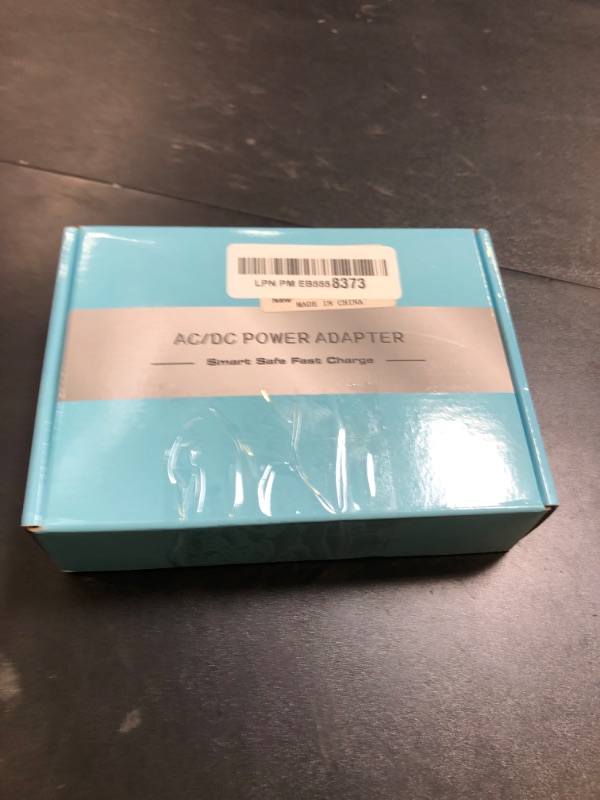 LPN PM EB5558373
New
MADE IN CHINA
AC/DC POWER ADAPTER
Smart Safe Fast Charge